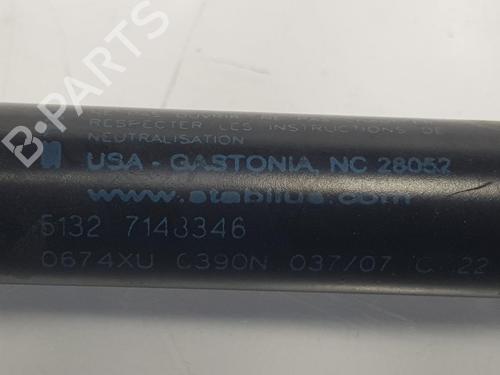 RESPECTER LES INSTRUCTIONS DE
NEUTRALISATION
USA - GASTONIA, NC 28052
www.stabilus.com
5132 7148346
0674XU 0390N 037/07 C 22
B-PARTS